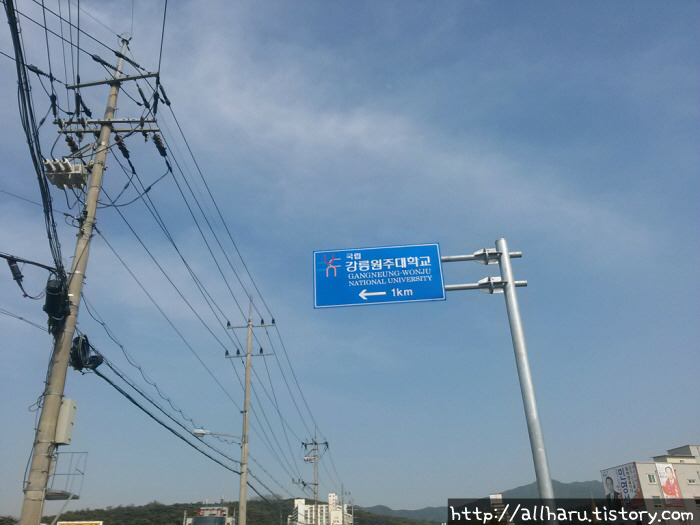 국립
강릉원주대학교
GANGNEUNG-WONJU
NATIONAL UNIVERSITY
← 1km
http://allharu.tistory.com